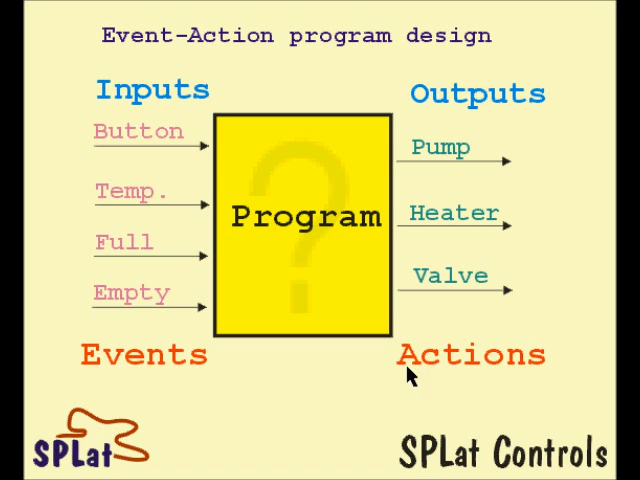 Event-Action program design
Inputs
Outputs
Button
Pump
Temp.
Heater
Program
Full
Valve
Empty
?
Events
Actions
SPLat
SPLat Controls